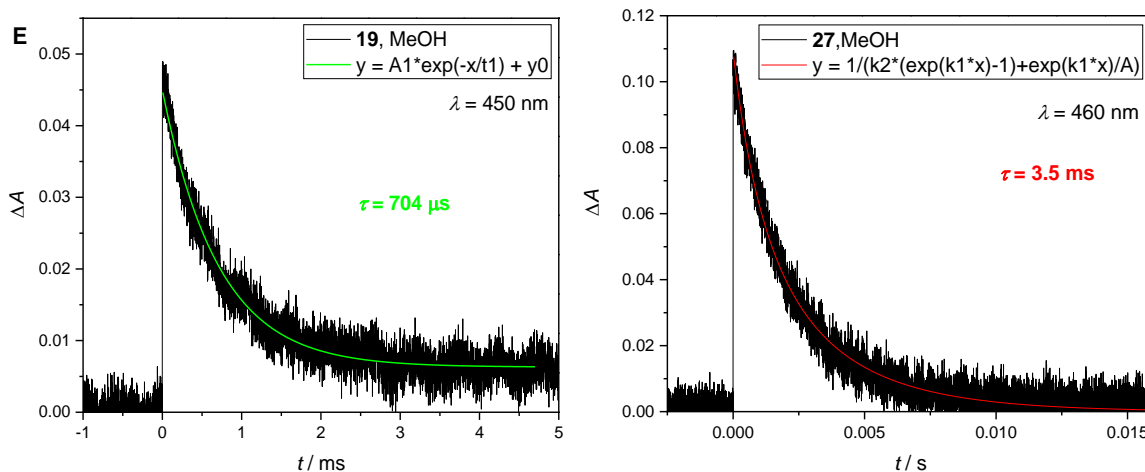 E
19, MeOH
y = A1*exp(-x/t1) + y0
λ = 450 nm
τ = 704 μs
ΔA
0.05
0.04
0.03
0.02
0.01
0.00
-1 0 1 2 3 4 5
t / ms
27,MeOH
y = 1/(k2*(exp(k1*x)-1)+exp(k1*x)/A)
λ = 460 nm
τ = 3.5 ms
ΔA
0.12
0.10
0.08
0.06
0.04
0.02
0.00
0.000 0.005 0.010 0.015
t / s